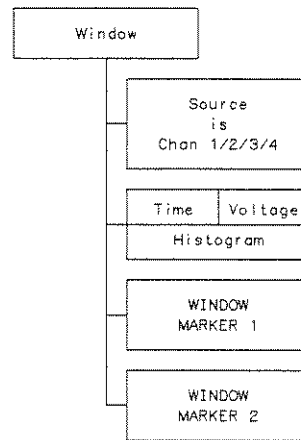 Window
Source
is
Chan 1/2/3/4
Time Voltage
Histogram
WINDOW
MARKER 1
WINDOW
MARKER 2